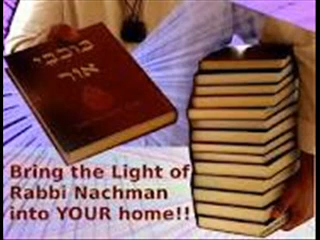 כוכבי
אור
Bring the Light of
Rabbi Nachman
into YOUR home!!